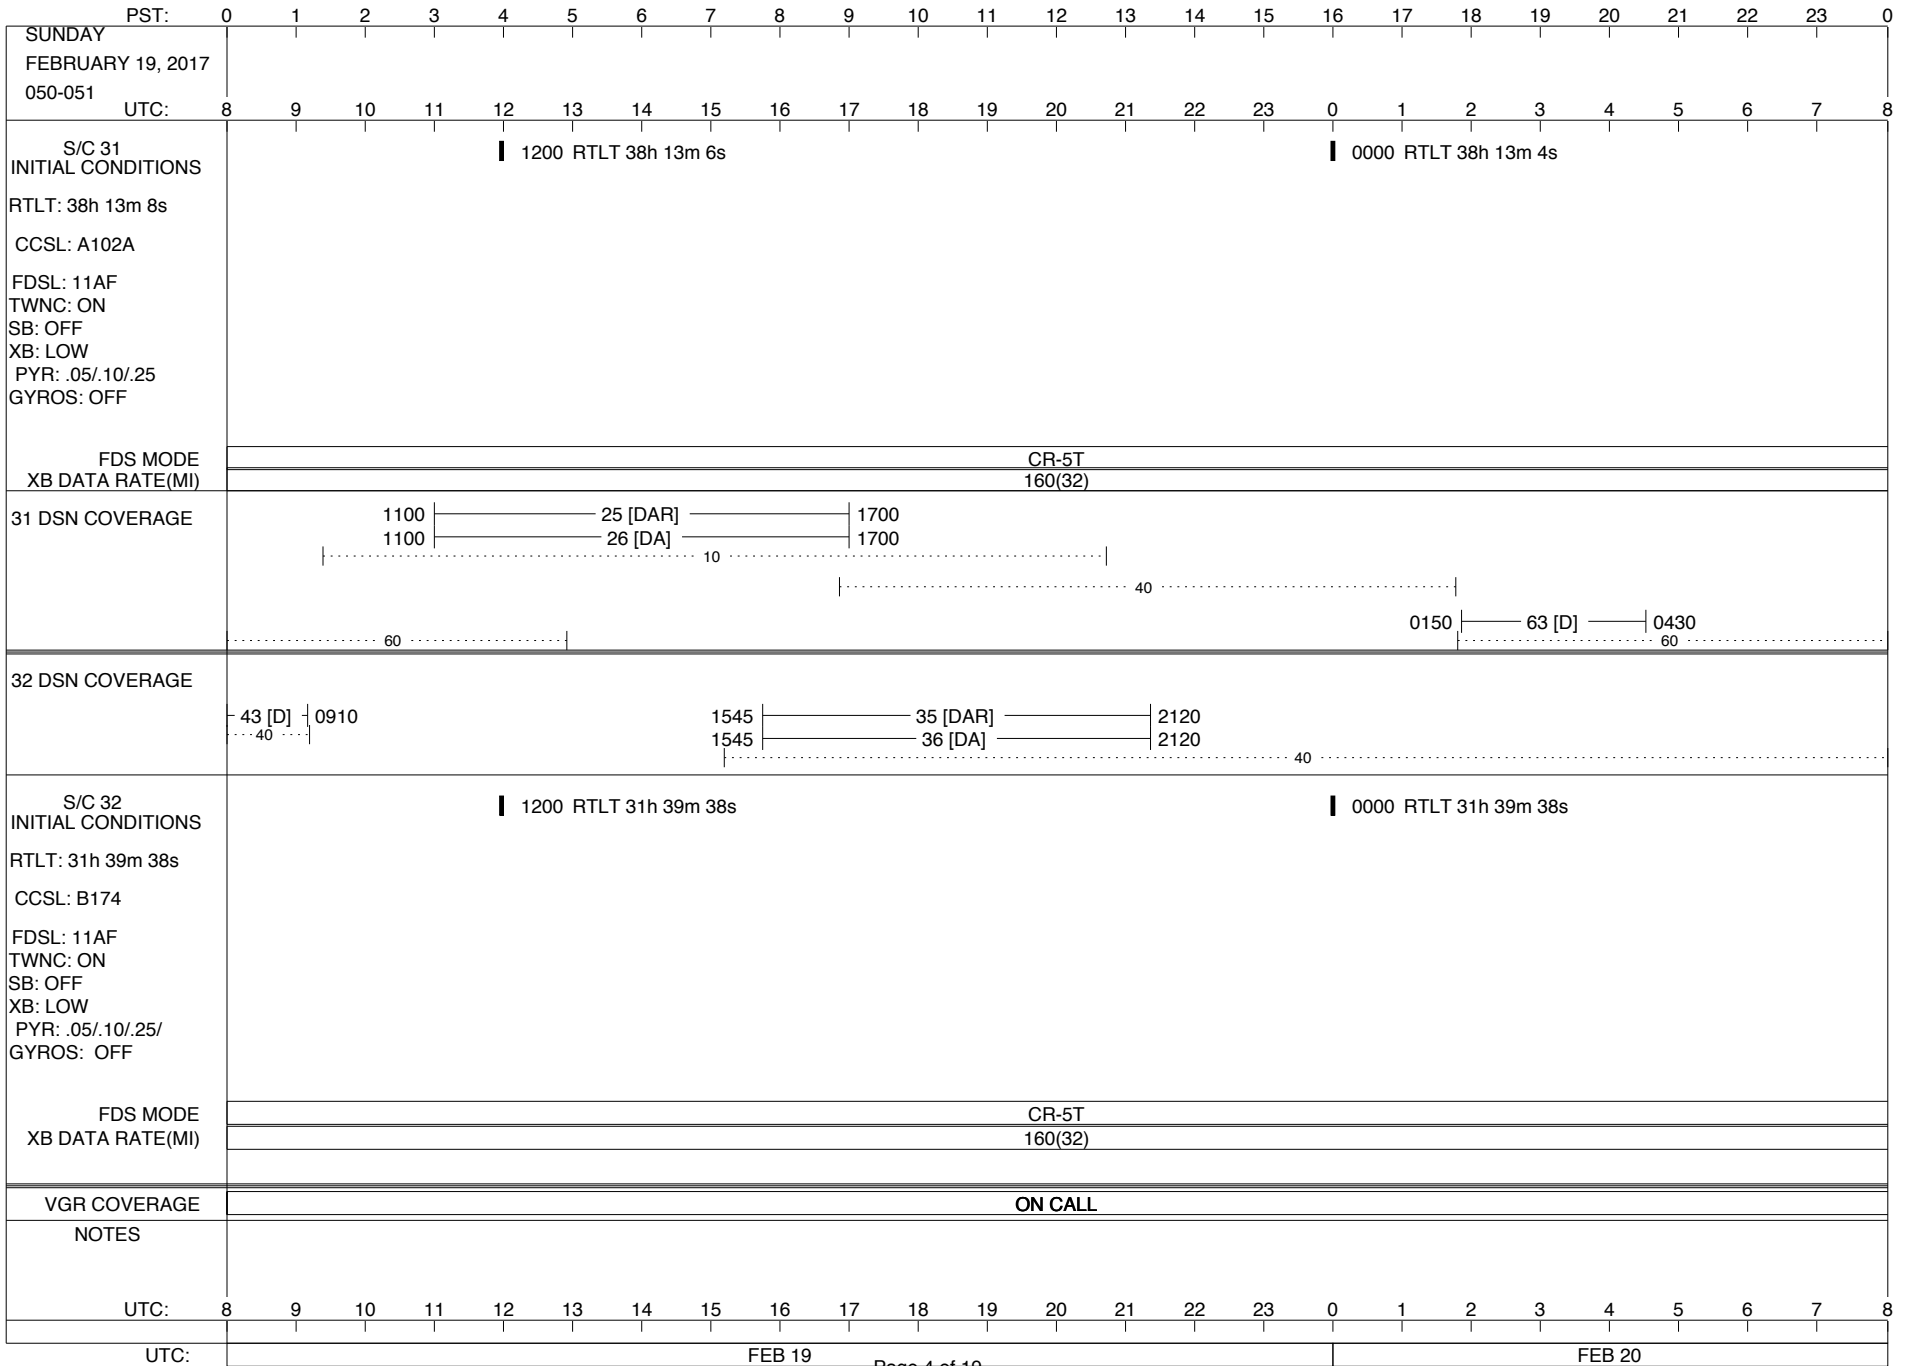 PST: 0 1 2 3 4 5 6 7 8 9 10 11 12 13 14 15 16 17 18 19 20 21 22 23 0
SUNDAY
FEBRUARY 19, 2017
050-051
UTC: 8 9 10 11 12 13 14 15 16 17 18 19 20 21 22 23 0 1 2 3 4 5 6 7 8
S/C 31
INITIAL CONDITIONS
1200 RTLT 38h 13m 6s 0000 RTLT 38h 13m 4s
RTLT: 38h 13m 8s
CCSL: A102A
FDSL: 11AF
TWNC: ON
SB: OFF
XB: LOW
PYR: .05/.10/.25
GYROS: OFF
FDS MODE CR-5T
XB DATA RATE(MI) 160(32)
31 DSN COVERAGE 1100 25 [DAR] 1700
1100 26 [DA] 1700
10
40
0150 63 [D] 0430
60 60
32 DSN COVERAGE
43 [D] 0910 1545 35 [DAR] 2120
40 1545 36 [DA] 2120
40
S/C 32
INITIAL CONDITIONS
1200 RTLT 31h 39m 38s 0000 RTLT 31h 39m 38s
RTLT: 31h 39m 38s
CCSL: B174
FDSL: 11AF
TWNC: ON
SB: OFF
XB: LOW
PYR: .05/.10/.25/
GYROS: OFF
FDS MODE CR-5T
XB DATA RATE(MI) 160(32)
VGR COVERAGE ON CALL
NOTES
UTC: 8 9 10 11 12 13 14 15 16 17 18 19 20 21 22 23 0 1 2 3 4 5 6 7 8
UTC: FEB 19 FEB 20
Page 4 of 19